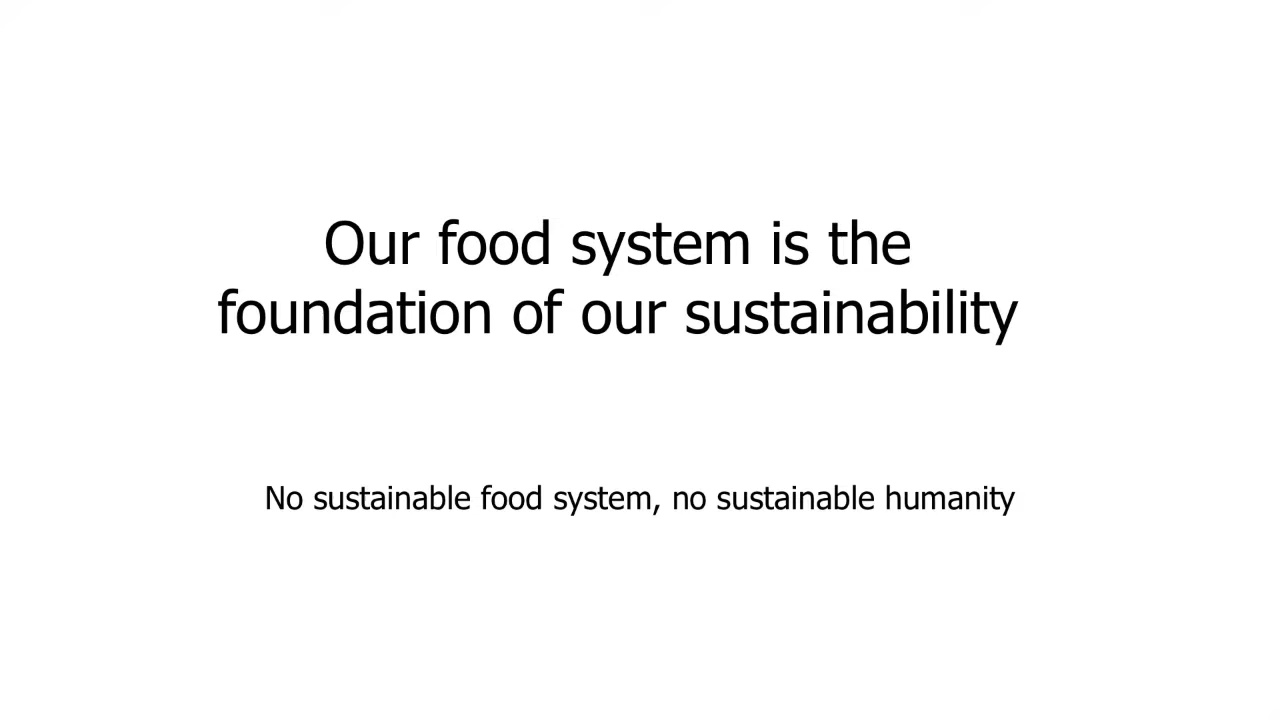 Our food system is the
foundation of our sustainability
No sustainable food system, no sustainable humanity